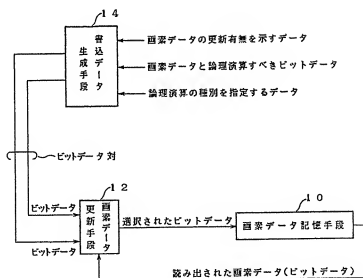 14
書込データ生成手段
画素データの更新有無を示すデータ
画素データと論理演算すべきビットデータ
論理演算の種別を指定するデータ
ビットデータ対
12
10
ビットデータ
画素データ更新手段
選択されたビットデータ
画素データ記憶手段
ビットデータ
読み出された画素データ(ビットデータ)